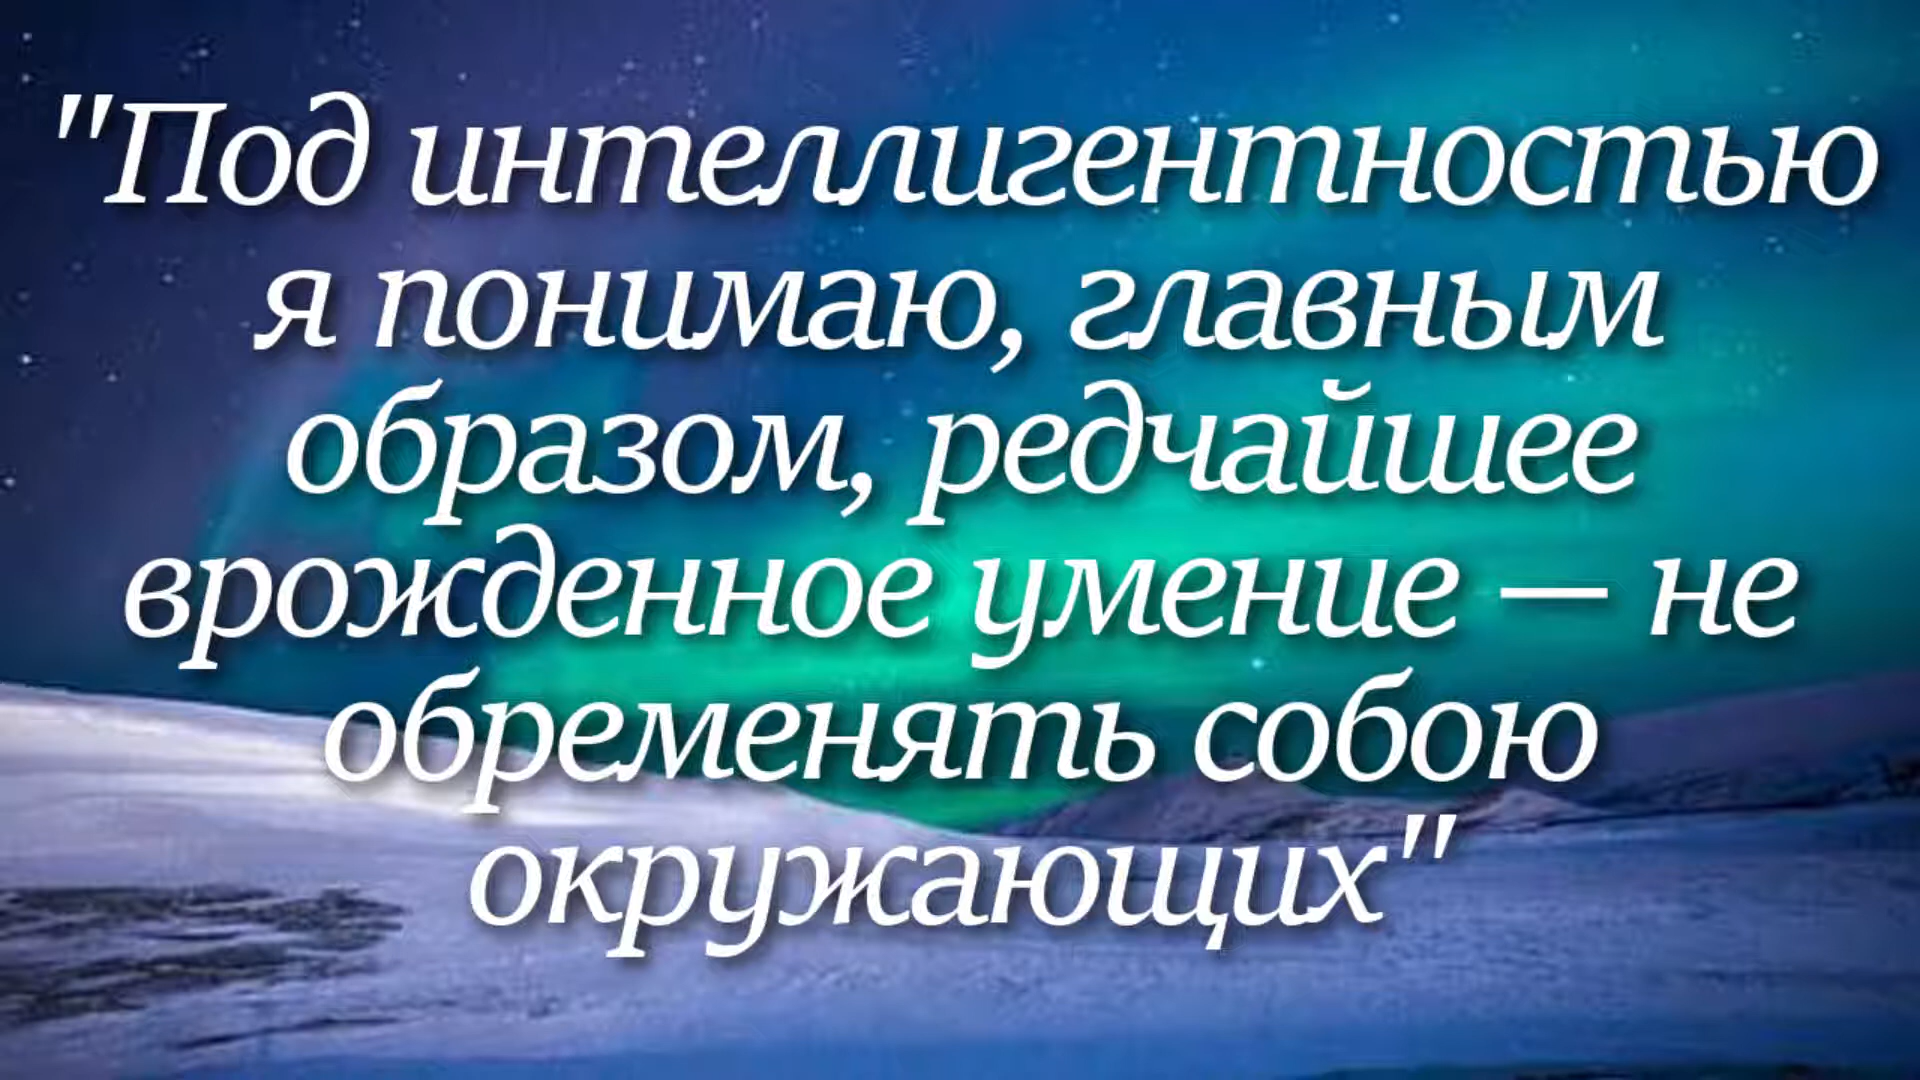 "Под интеллигентностью
я понимаю, главным
образом, редчайшее
врожденное умение — не
обременять собою
окружающих"